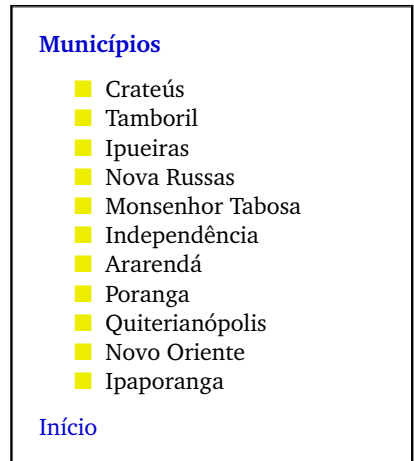 Municípios
Crateús
Tamboril
Ipueiras
Nova Russas
Monsenhor Tabosa
Independência
Ararendá
Poranga
Quiterianópolis
Novo Oriente
Ipaporanga
Início